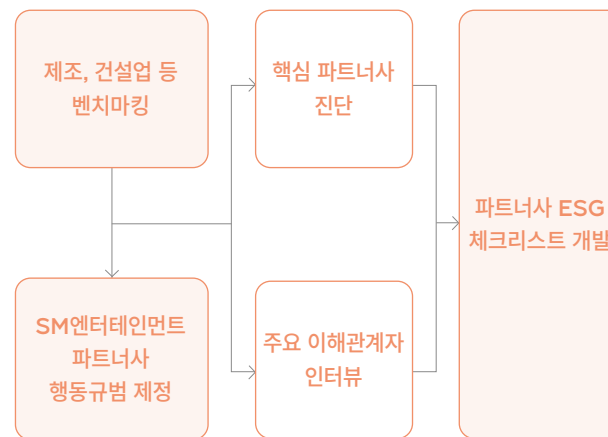 제조, 건설업 등
벤치마킹
핵심 파트너사
진단
파트너사 ESG
체크리스트 개발
SM엔터테인먼트
파트너사
행동규범 제정
주요 이해관계자
인터뷰